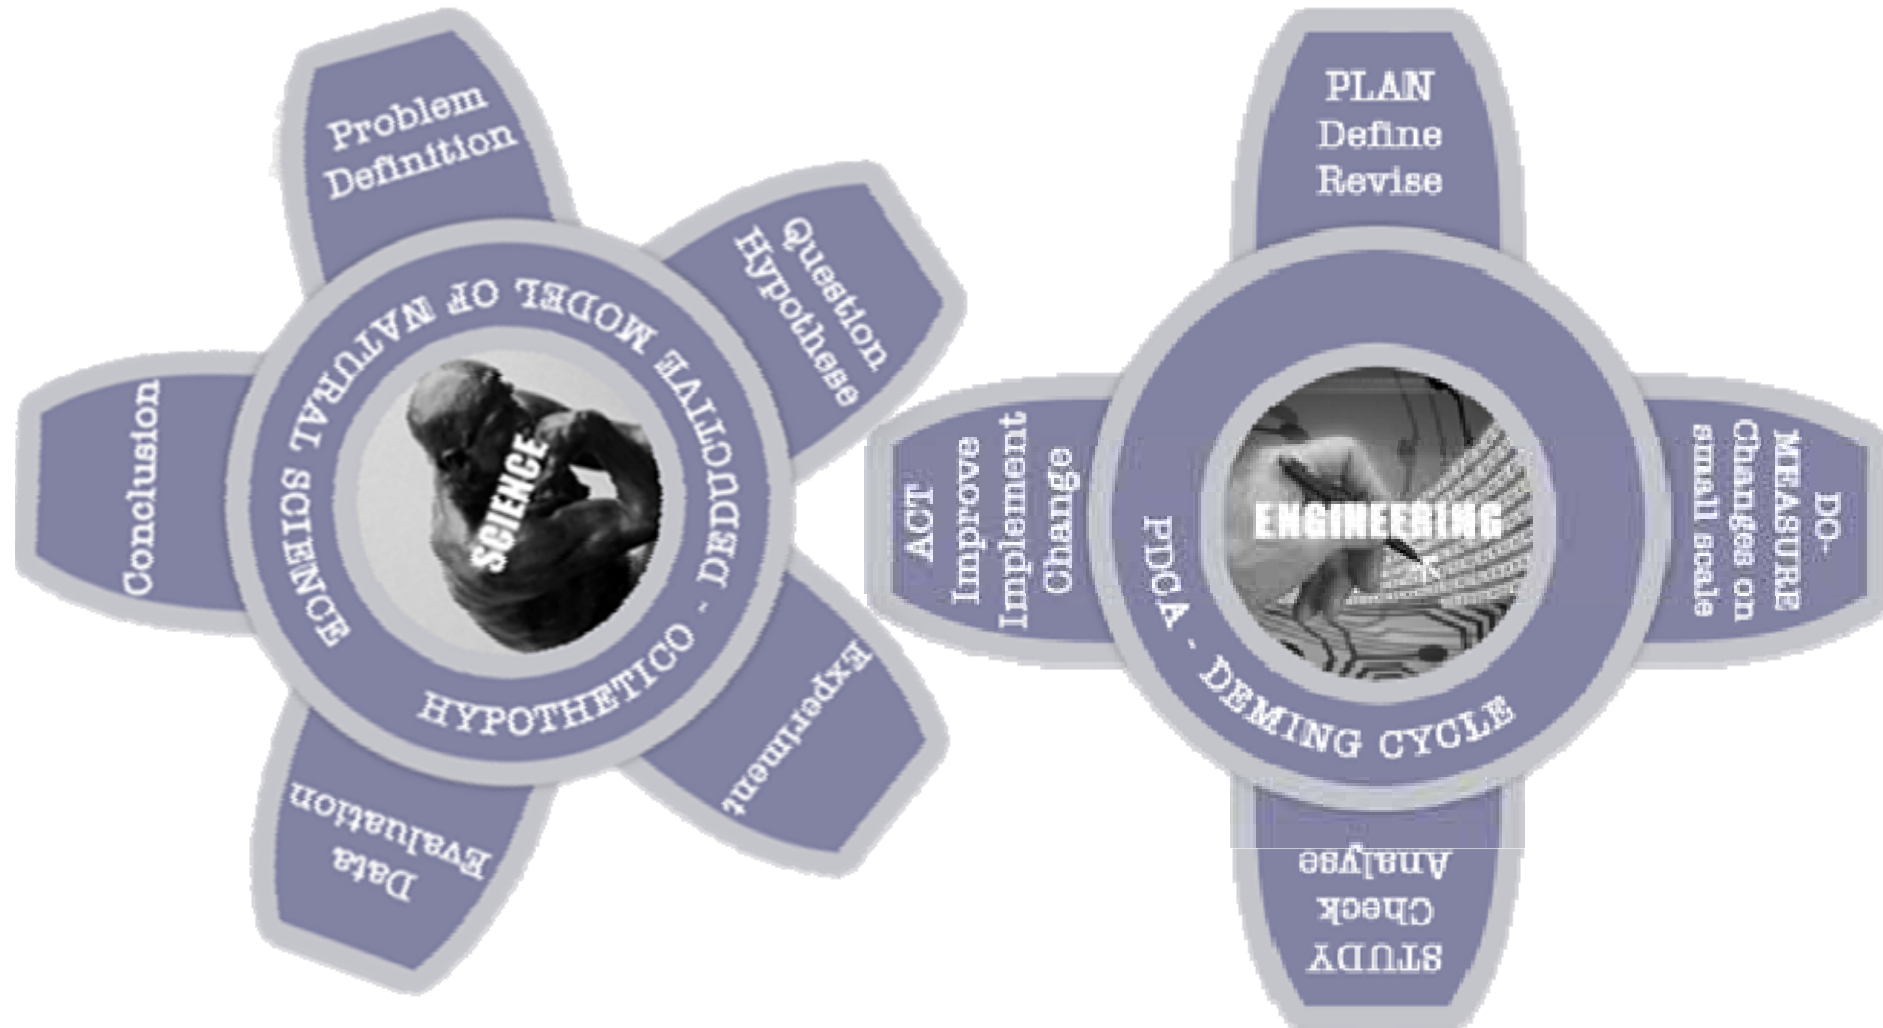 Problem
Definition
Question
Hypothese
Experiment
Data
Evaluation
Conclusion
HYPOTHETICO - DEDUCTIVE MODEL OF NATURAL SCIENCE
SCIENCE
PLAN
Define
Revise
DO-
MEASURE
Changes on
small scale
STUDY
Check
Analyse
ACT
Improve
Implement
Change
PDCA - DEMING CYCLE
ENGINEERING